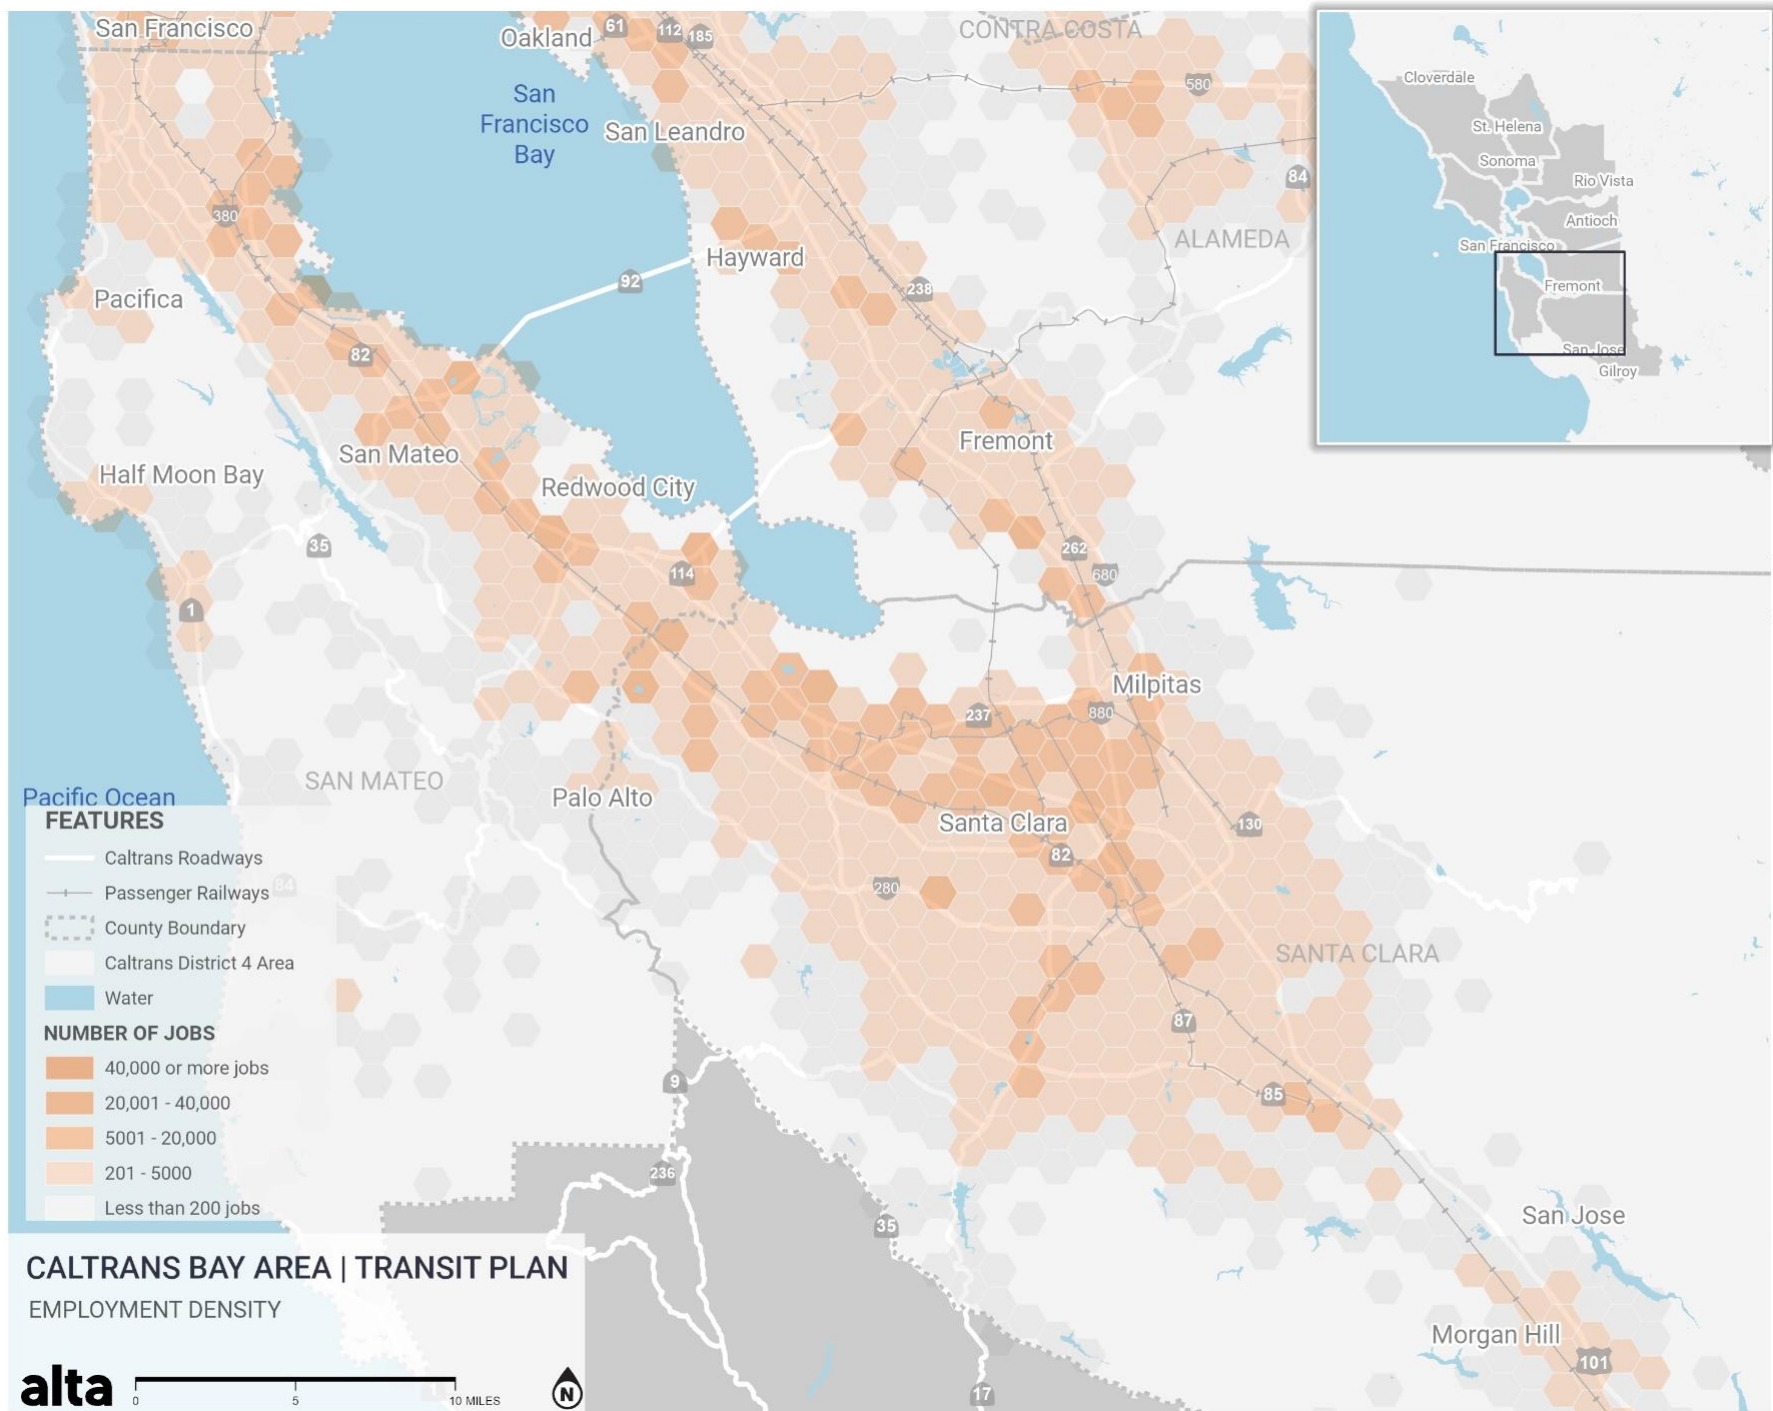 San Francisco
Oakland
61
112
185
CONTRA COSTA
580
San
Francisco
Bay
San Leandro
84
380
ALAMEDA
Hayward
92
238
Pacifica
82
Fremont
San Mateo
Half Moon Bay
Redwood City
35
114
262
680
1
Milpitas
237
880
SAN MATEO
Palo Alto
Santa Clara
130
82
84
280
SANTA CLARA
87
9
85
236
35
San Jose
Morgan Hill
101
17
1
Pacific Ocean
Cloverdale
St. Helena
Sonoma
Rio Vista
Antioch
San Francisco
Fremont
San Jose
Gilroy
FEATURES
Caltrans Roadways
Passenger Railways
County Boundary
Caltrans District 4 Area
Water
NUMBER OF JOBS
40,000 or more jobs
20,001 - 40,000
5001 - 20,000
201 - 5000
Less than 200 jobs
CALTRANS BAY AREA | TRANSIT PLAN
EMPLOYMENT DENSITY
alta
0 5 10 MILES
N